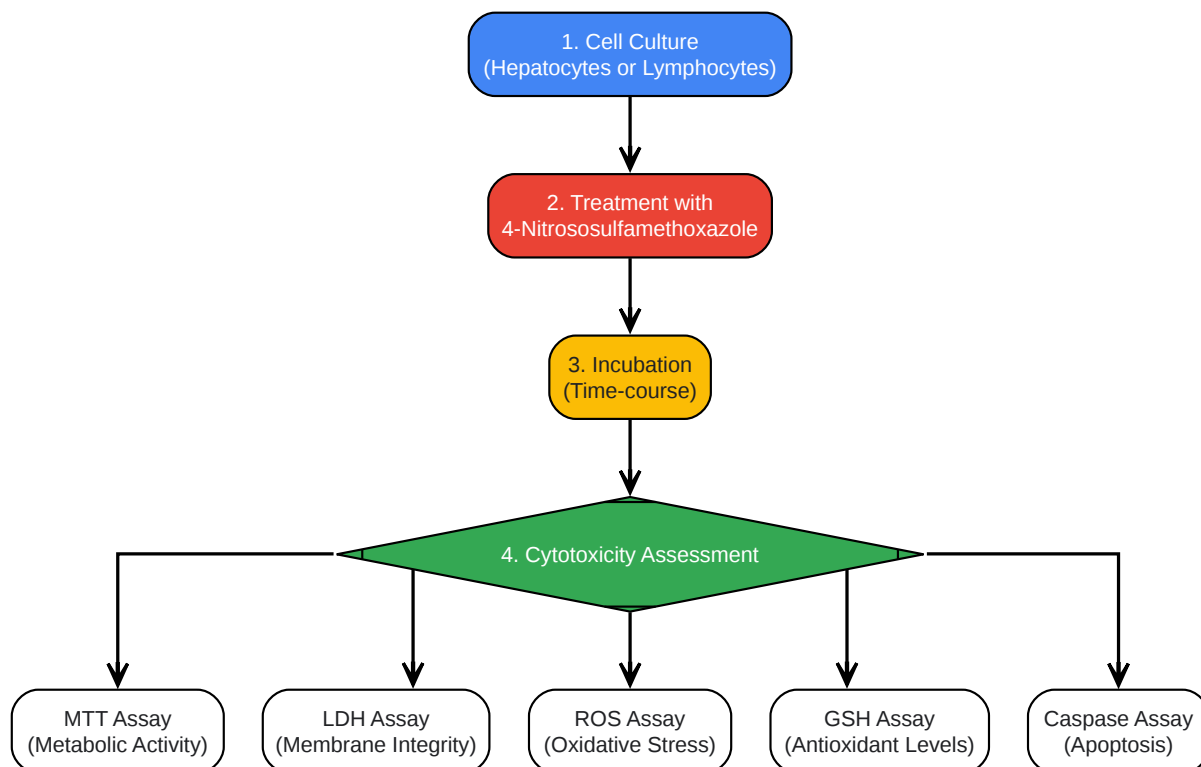 1. Cell Culture
(Hepatocytes or Lymphocytes)
2. Treatment with
4-Nitrososulfamethoxazole
3. Incubation
(Time-course)
4. Cytotoxicity Assessment
MTT Assay
(Metabolic Activity)
LDH Assay
(Membrane Integrity)
ROS Assay
(Oxidative Stress)
GSH Assay
(Antioxidant Levels)
Caspase Assay
(Apoptosis)